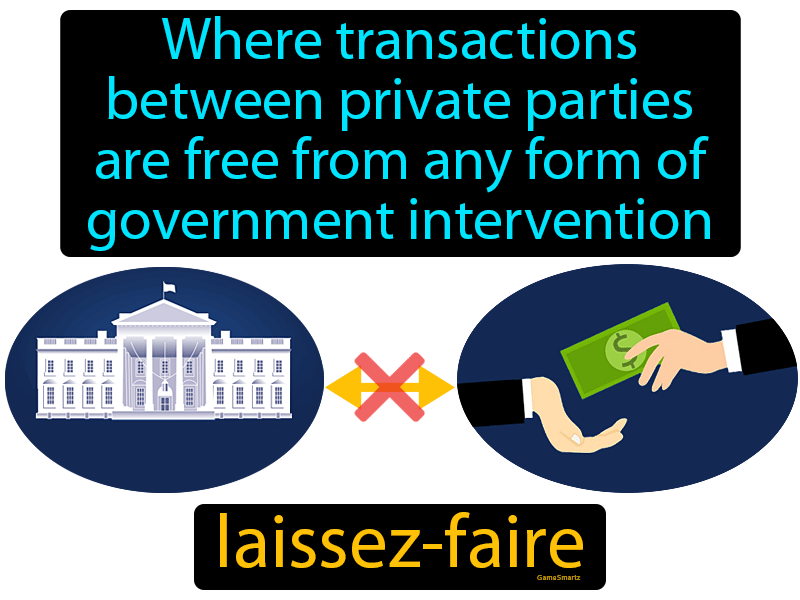 Where transactions
between private parties
are free from any form of
government intervention
$
laissez-faire
GameSmartz